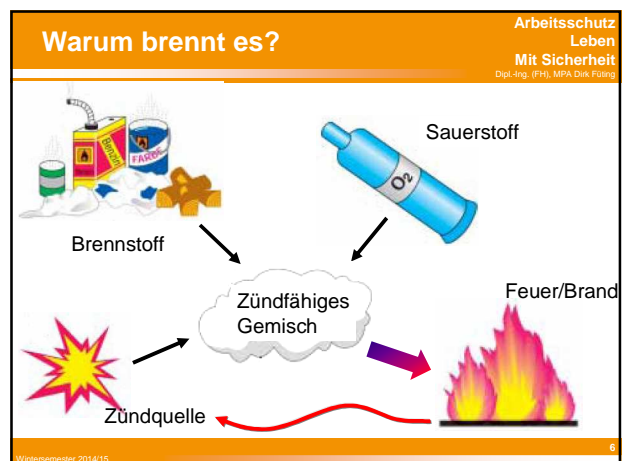 Warum brennt es?
Arbeitsschutz
Leben
Mit Sicherheit
Dipl.-Ing. (FH), MPA Dirk Füting
Benzin
FARBE
Sauerstoff
O2
Brennstoff
Zündfähiges
Gemisch
Feuer/Brand
Zündquelle
6
Wintersemester 2014/15